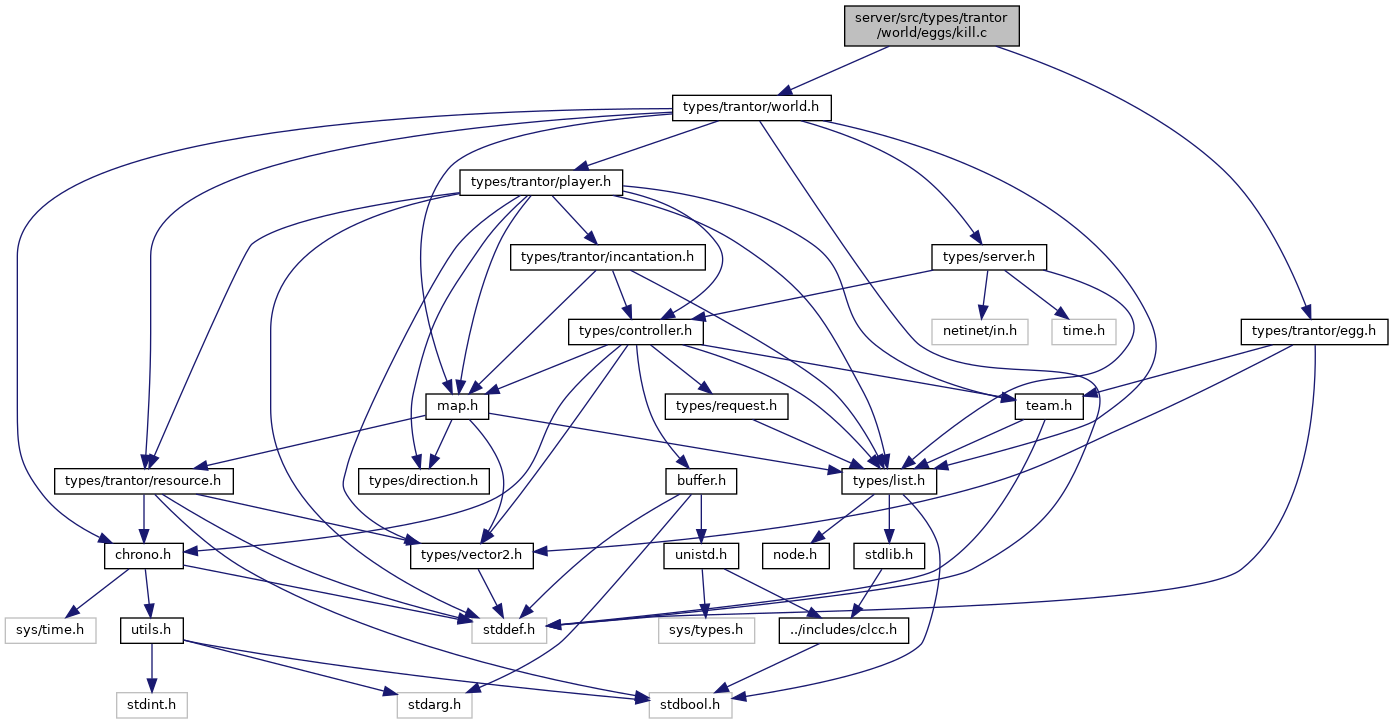 server/src/types/trantor
/world/eggs/kill.c
types/trantor/world.h
types/trantor/player.h
types/trantor/incantation.h
types/server.h
types/controller.h
netinet/in.h
time.h
types/trantor/egg.h
map.h
types/request.h
team.h
types/trantor/resource.h
types/direction.h
buffer.h
types/list.h
chrono.h
types/vector2.h
unistd.h
node.h
stdlib.h
sys/time.h
utils.h
stddef.h
sys/types.h
../includes/clcc.h
stdint.h
stdarg.h
stdbool.h